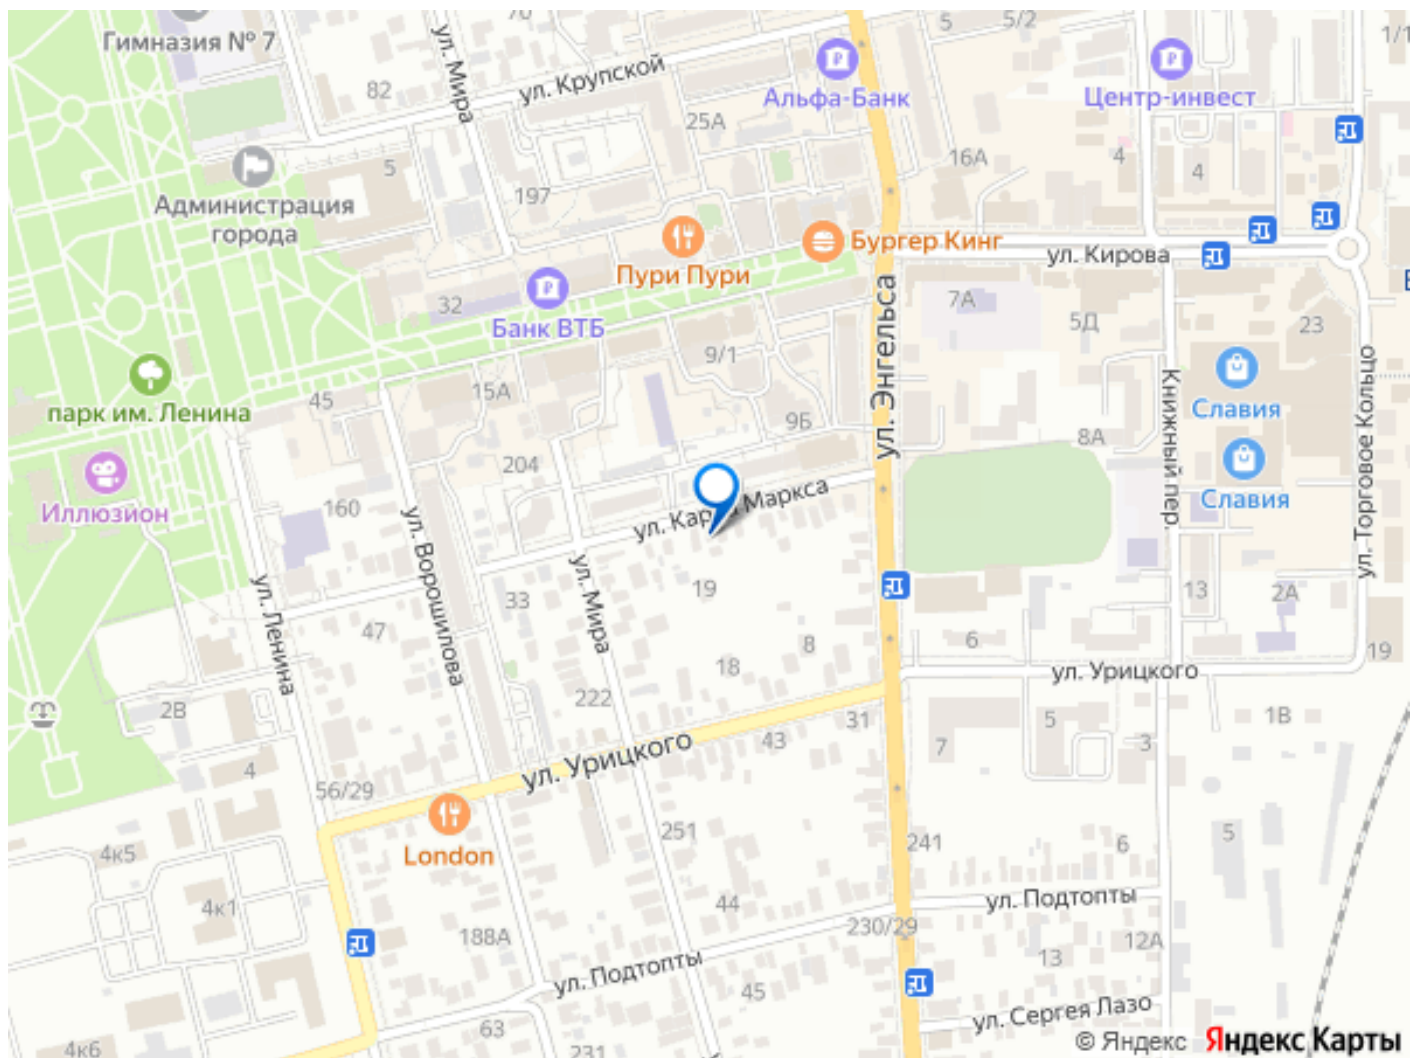 70
5
5/2
1/1
Гимназия № 7
ул. Мира
ул. Крупской
82
Альфа-Банк
Центр-инвест
25А
5
16А
4
4
197
Администрация
города
Бургер Кинг
ул. Кирова
Пури Пури
32
Банк ВТБ
7А
5Д
23
ул. Энгельса
9/1
парк им. Ленина
45
15А
9Б
8А
Славия
Книжный пер.
ул. Торговое Кольцо
204
160
Иллюзион
ул. Карла Маркса
Славия
ул. Ворошилова
ул. Ленина
ул. Мира
33
19
13
2А
47
18
8
6
19
ул. Урицкого
222
2В
31
5
1В
43
7
3
ул. Урицкого
4
56/29
London
251
241
6
5
4к5
4к1
44
230/29
ул. Подтопты
188А
12А
13
ул. Подтопты
45
63
231
4к6
ул. Сергея Лазо
© Яндекс Яндекс Карты